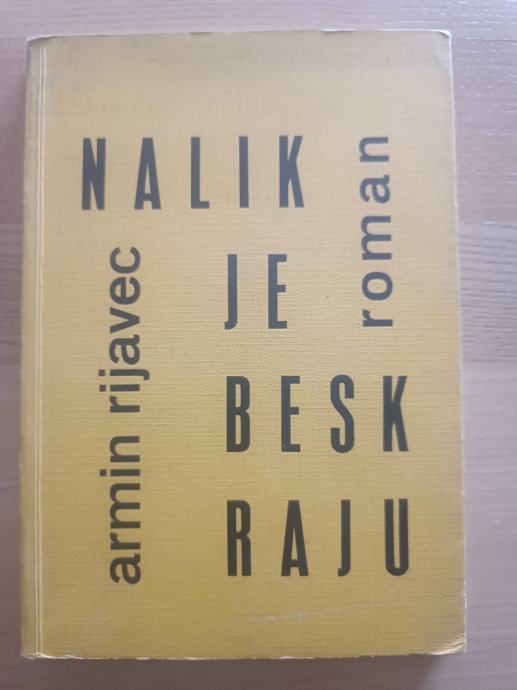 armin rijavec
NALIK
JE
BESK
RAJU
roman